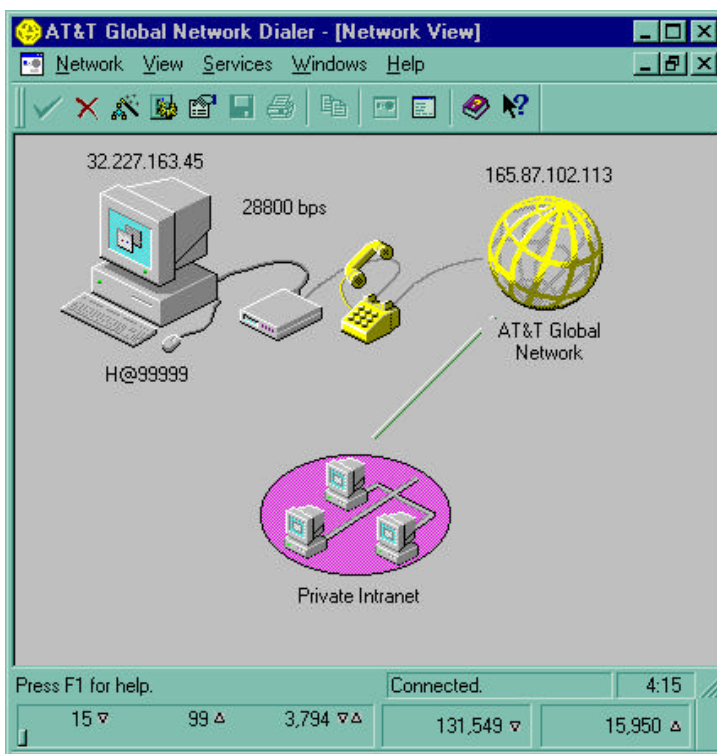 AT&T Global Network Dialer - [Network View]
Network View Services Windows Help
32.227.163.45
165.87.102.113
28800 bps
AT&T Global
Network
H@99999
Private Intranet
Press F1 for help. Connected. 4:15
15 ▿ 99 ▵ 3,794 ▿▵ 131,549 ▿ 15,950 ▵